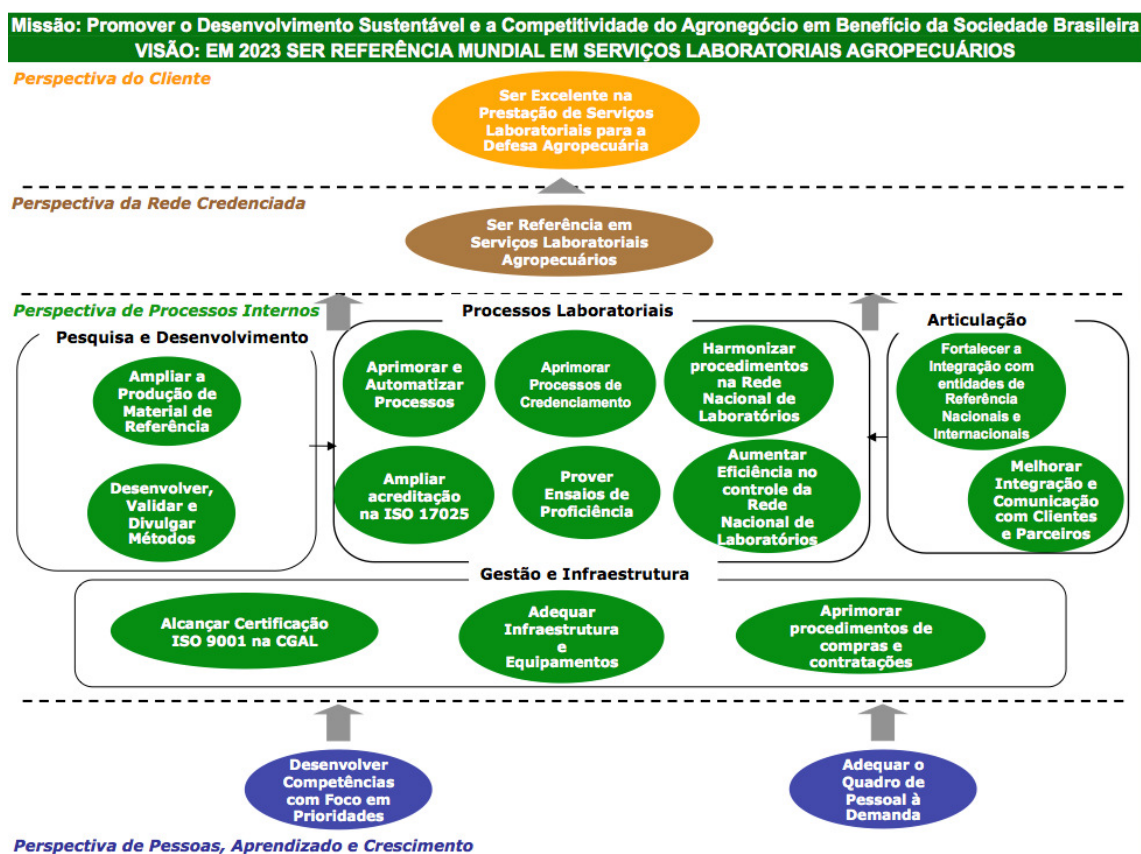 Missão: Promover o Desenvolvimento Sustentável e a Competitividade do Agronegócio em Benefício da Sociedade Brasileira
VISÃO: EM 2023 SER REFERÊNCIA MUNDIAL EM SERVIÇOS LABORATORIAIS AGROPECUÁRIOS
Perspectiva do Cliente
Ser Excelente na
Prestação de Serviços
Laboratoriais para a
Defesa Agropecuária
Perspectiva da Rede Credenciada
Ser Referência em
Serviços Laboratoriais
Agropecuários
Perspectiva de Processos Internos
Pesquisa e Desenvolvimento
Ampliar a
Produção de
Material de
Referência
Desenvolver,
Validar e
Divulgar
Métodos
Processos Laboratoriais
Aprimorar e
Automatizar
Processos
Aprimorar
Processos de
Credenciamento
Harmonizar
procedimentos
na Rede
Nacional de
Laboratórios
Ampliar
acreditação
na ISO 17025
Prover
Ensaios de
Proficiência
Aumentar
Eficiência no
controle da
Rede
Nacional de
Laboratórios
Articulação
Fortalecer a
Integração com
entidades de
Referência
Nacionais e
Internacionais
Melhorar
Integração e
Comunicação
com Clientes
e Parceiros
Gestão e Infraestrutura
Alcançar Certificação
ISO 9001 na CGAL
Adequar
Infraestrutura
e
Equipamentos
Aprimorar
procedimentos de
compras e
contratações
Desenvolver
Competências
com Foco em
Prioridades
Adequar o
Quadro de
Pessoal à
Demanda
Perspectiva de Pessoas, Aprendizado e Crescimento